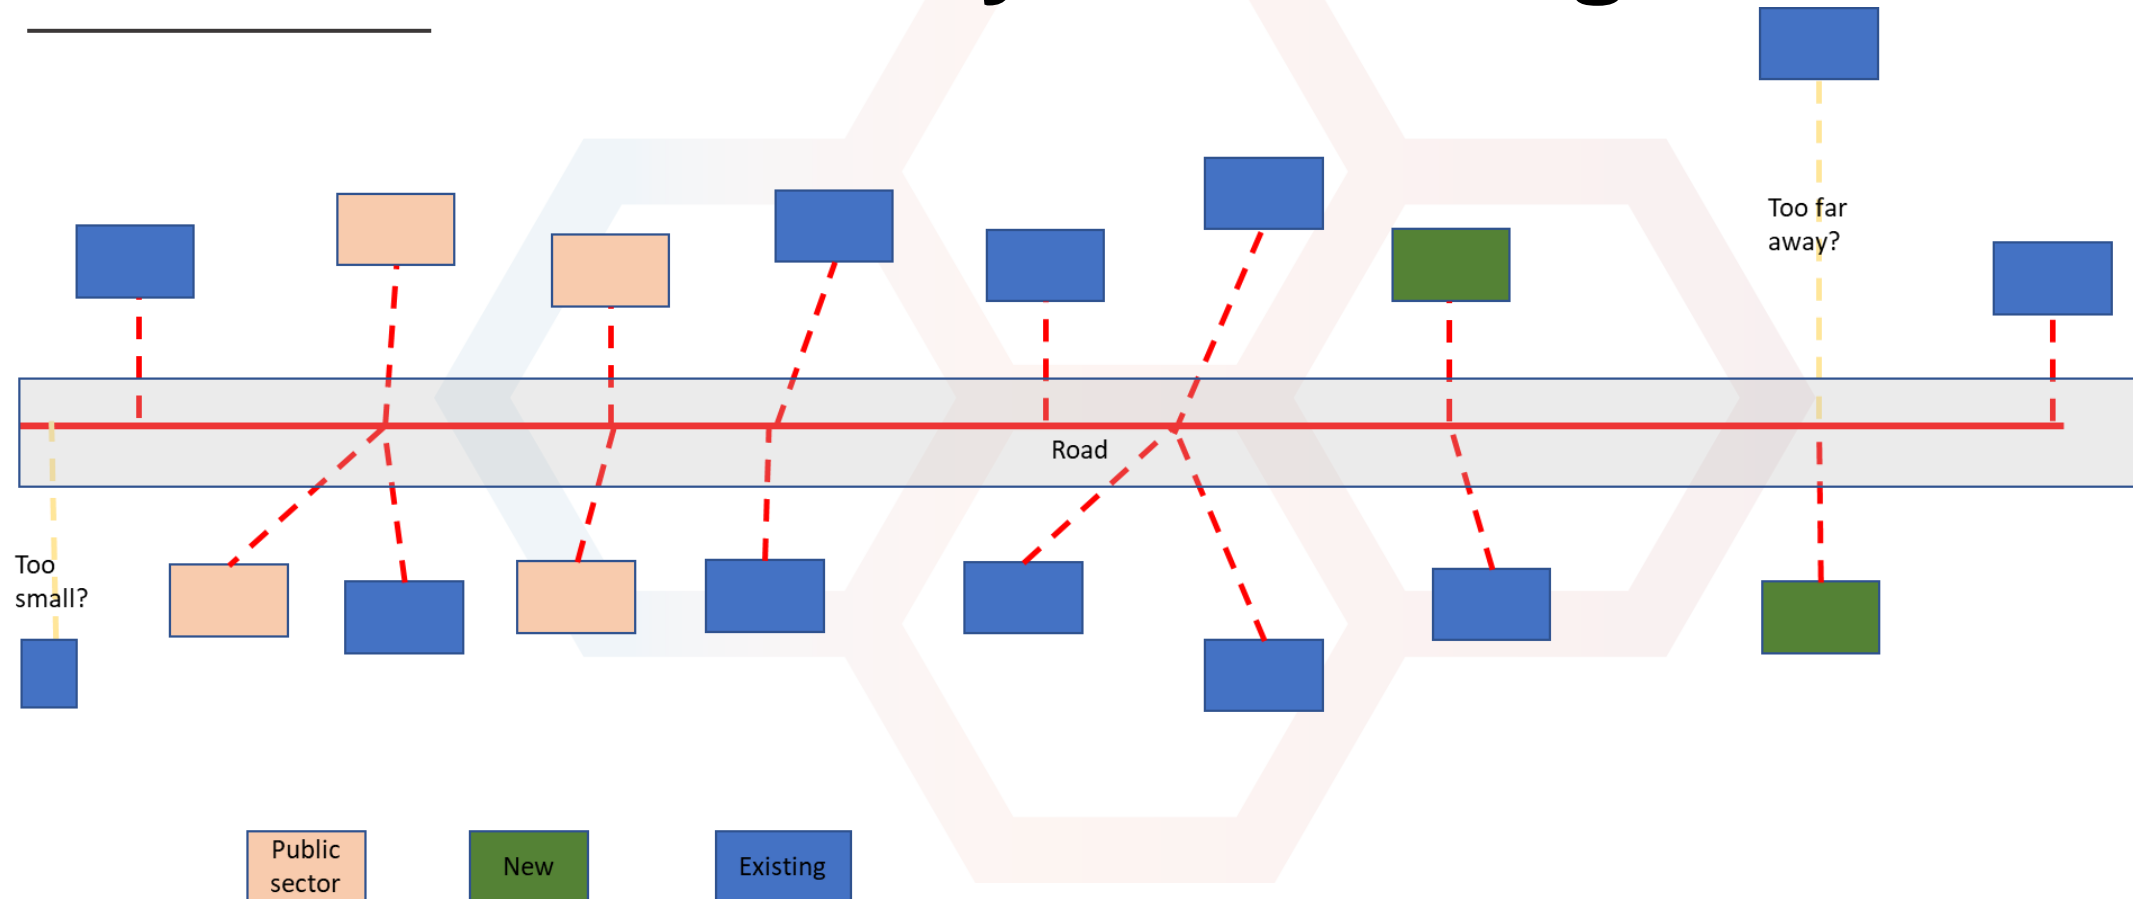 Too far
away?
Road
Too
small?
Public
sector
New
Existing